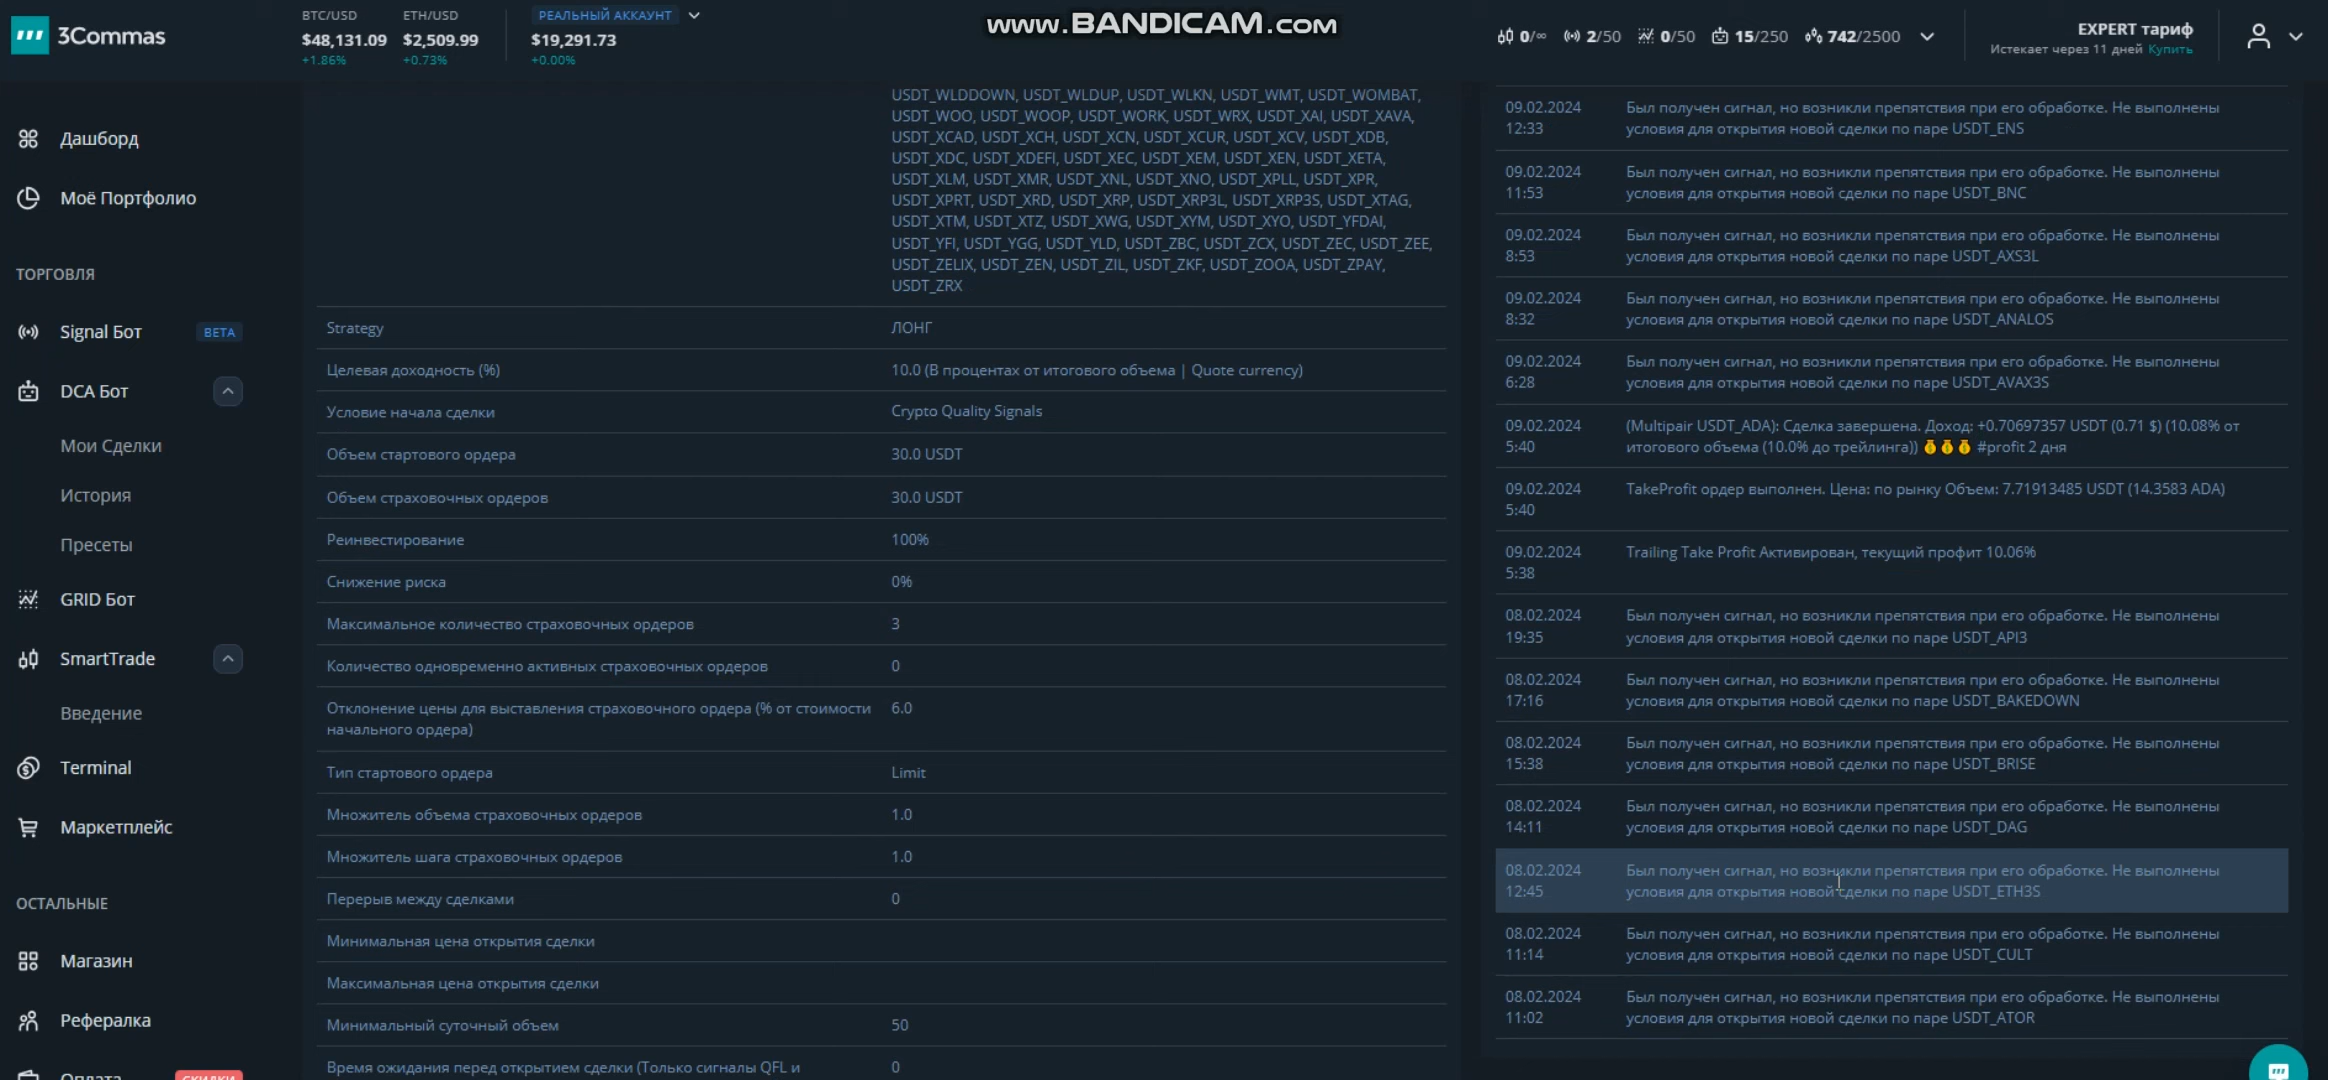 3Commas
BTC/USD
$48,131.09
+1.86%
ETH/USD
$2,509.99
+0.73%
РЕАЛЬНЫЙ АККАУНТ
$19,291.73
+0.00%
www.BANDICAM.com
0/∞
2/50
0/50
15/250
742/2500
EXPERT тариф
Истекает через 11 дней Купить
Дашборд
Моё Портфолио
ТОРГОВЛЯ
Signal Бот BETA
DCA Бот
Мои Сделки
История
Пресеты
GRID Бот
SmartTrade
Введение
Terminal
Маркетплейс
ОСТАЛЬНЫЕ
Магазин
Рефералка
Оплата СКИДКИ
USDT_WLDDOWN, USDT_WLDUP, USDT_WLKN, USDT_WMT, USDT_WOMBAT,
USDT_WOO, USDT_WOOP, USDT_WORK, USDT_WRX, USDT_XAI, USDT_XAVA,
USDT_XCAD, USDT_XCH, USDT_XCN, USDT_XCUR, USDT_XCV, USDT_XDB,
USDT_XDC, USDT_XDEFI, USDT_XEC, USDT_XEM, USDT_XEN, USDT_XETA,
USDT_XLM, USDT_XMR, USDT_XNL, USDT_XNO, USDT_XPLL, USDT_XPR,
USDT_XPRT, USDT_XRD, USDT_XRP, USDT_XRP3L, USDT_XRP3S, USDT_XTAG,
USDT_XTM, USDT_XTZ, USDT_XWG, USDT_XYM, USDT_XYO, USDT_YFDAI,
USDT_YFI, USDT_YGG, USDT_YLD, USDT_ZBC, USDT_ZCX, USDT_ZEC, USDT_ZEE,
USDT_ZELIX, USDT_ZEN, USDT_ZIL, USDT_ZKF, USDT_ZOOA, USDT_ZPAY,
USDT_ZRX
Strategy ЛОНГ
Целевая доходность (%) 10.0 (В процентах от итогового объема | Quote currency)
Условие начала сделки Crypto Quality Signals
Объем стартового ордера 30.0 USDT
Объем страховочных ордеров 30.0 USDT
Реинвестирование 100%
Снижение риска 0%
Максимальное количество страховочных ордеров 3
Количество одновременно активных страховочных ордеров 0
Отклонение цены для выставления страховочного ордера (% от стоимости 6.0
начального ордера)
Тип стартового ордера Limit
Множитель объема страховочных ордеров 1.0
Множитель шага страховочных ордеров 1.0
Перерыв между сделками 0
Минимальная цена открытия сделки
Максимальная цена открытия сделки
Минимальный суточный объем 50
Время ожидания перед открытием сделки (Только сигналы QFL и 0
09.02.2024 Был получен сигнал, но возникли препятствия при его обработке. Не выполнены
12:33 условия для открытия новой сделки по паре USDT_ENS
09.02.2024 Был получен сигнал, но возникли препятствия при его обработке. Не выполнены
11:53 условия для открытия новой сделки по паре USDT_BNC
09.02.2024 Был получен сигнал, но возникли препятствия при его обработке. Не выполнены
8:53 условия для открытия новой сделки по паре USDT_AXS3L
09.02.2024 Был получен сигнал, но возникли препятствия при его обработке. Не выполнены
8:32 условия для открытия новой сделки по паре USDT_ANALOS
09.02.2024 Был получен сигнал, но возникли препятствия при его обработке. Не выполнены
6:28 условия для открытия новой сделки по паре USDT_AVAX3S
09.02.2024 (Multipair USDT_ADA): Сделка завершена. Доход: +0.70697357 USDT (0.71 $) (10.08% от
5:40 итогового объема (10.0% до трейлинга)) 💰💰💰 #profit 2 дня
09.02.2024 TakeProfit ордер выполнен. Цена: по рынку Объем: 7.71913485 USDT (14.3583 ADA)
5:40
09.02.2024 Trailing Take Profit Активирован, текущий профит 10.06%
5:38
08.02.2024 Был получен сигнал, но возникли препятствия при его обработке. Не выполнены
19:35 условия для открытия новой сделки по паре USDT_API3
08.02.2024 Был получен сигнал, но возникли препятствия при его обработке. Не выполнены
17:16 условия для открытия новой сделки по паре USDT_BAKEDOWN
08.02.2024 Был получен сигнал, но возникли препятствия при его обработке. Не выполнены
15:38 условия для открытия новой сделки по паре USDT_BRISE
08.02.2024 Был получен сигнал, но возникли препятствия при его обработке. Не выполнены
14:11 условия для открытия новой сделки по паре USDT_DAG
08.02.2024 Был получен сигнал, но возникли препятствия при его обработке. Не выполнены
12:45 условия для открытия новой сделки по паре USDT_ETH3S
08.02.2024 Был получен сигнал, но возникли препятствия при его обработке. Не выполнены
11:14 условия для открытия новой сделки по паре USDT_CULT
08.02.2024 Был получен сигнал, но возникли препятствия при его обработке. Не выполнены
11:02 условия для открытия новой сделки по паре USDT_ATOR